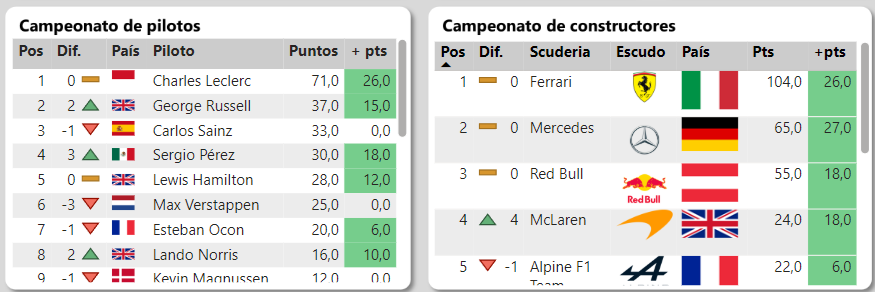 Campeonato de pilotos
Pos Dif. País Piloto Puntos + pts
1 0 Charles Leclerc 71,0 26,0
2 2 George Russell 37,0 15,0
3 -1 Carlos Sainz 33,0 0,0
4 3 Sergio Pérez 30,0 18,0
5 0 Lewis Hamilton 28,0 12,0
6 -3 Max Verstappen 25,0 0,0
7 -1 Esteban Ocon 20,0 6,0
8 2 Lando Norris 16,0 10,0
9 -1 Kevin Magnussen 12,0 0,0
Campeonato de constructores
Pos Dif. Scuderia Escudo País Pts +pts
1 0 Ferrari 104,0 26,0
2 0 Mercedes 65,0 27,0
3 0 Red Bull Red Bull 55,0 18,0
4 4 McLaren 24,0 18,0
5 -1 Alpine F1 Team ALPINE 22,0 6,0